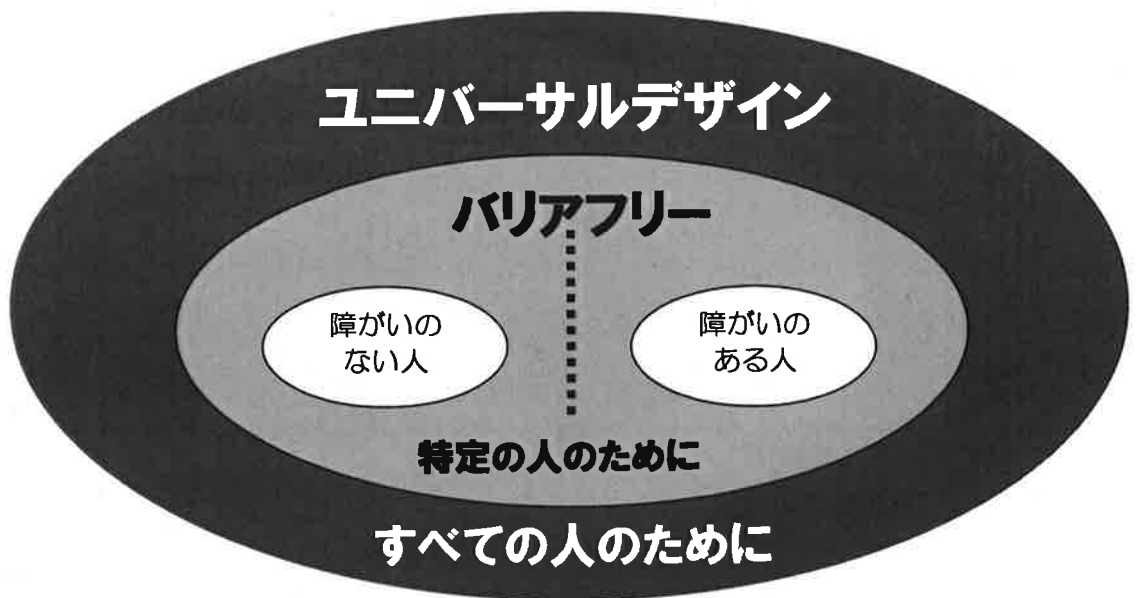 ユニバーサルデザイン
バリアフリー
障がいの
ない人
障がいの
ある人
特定の人のために
すべての人のために